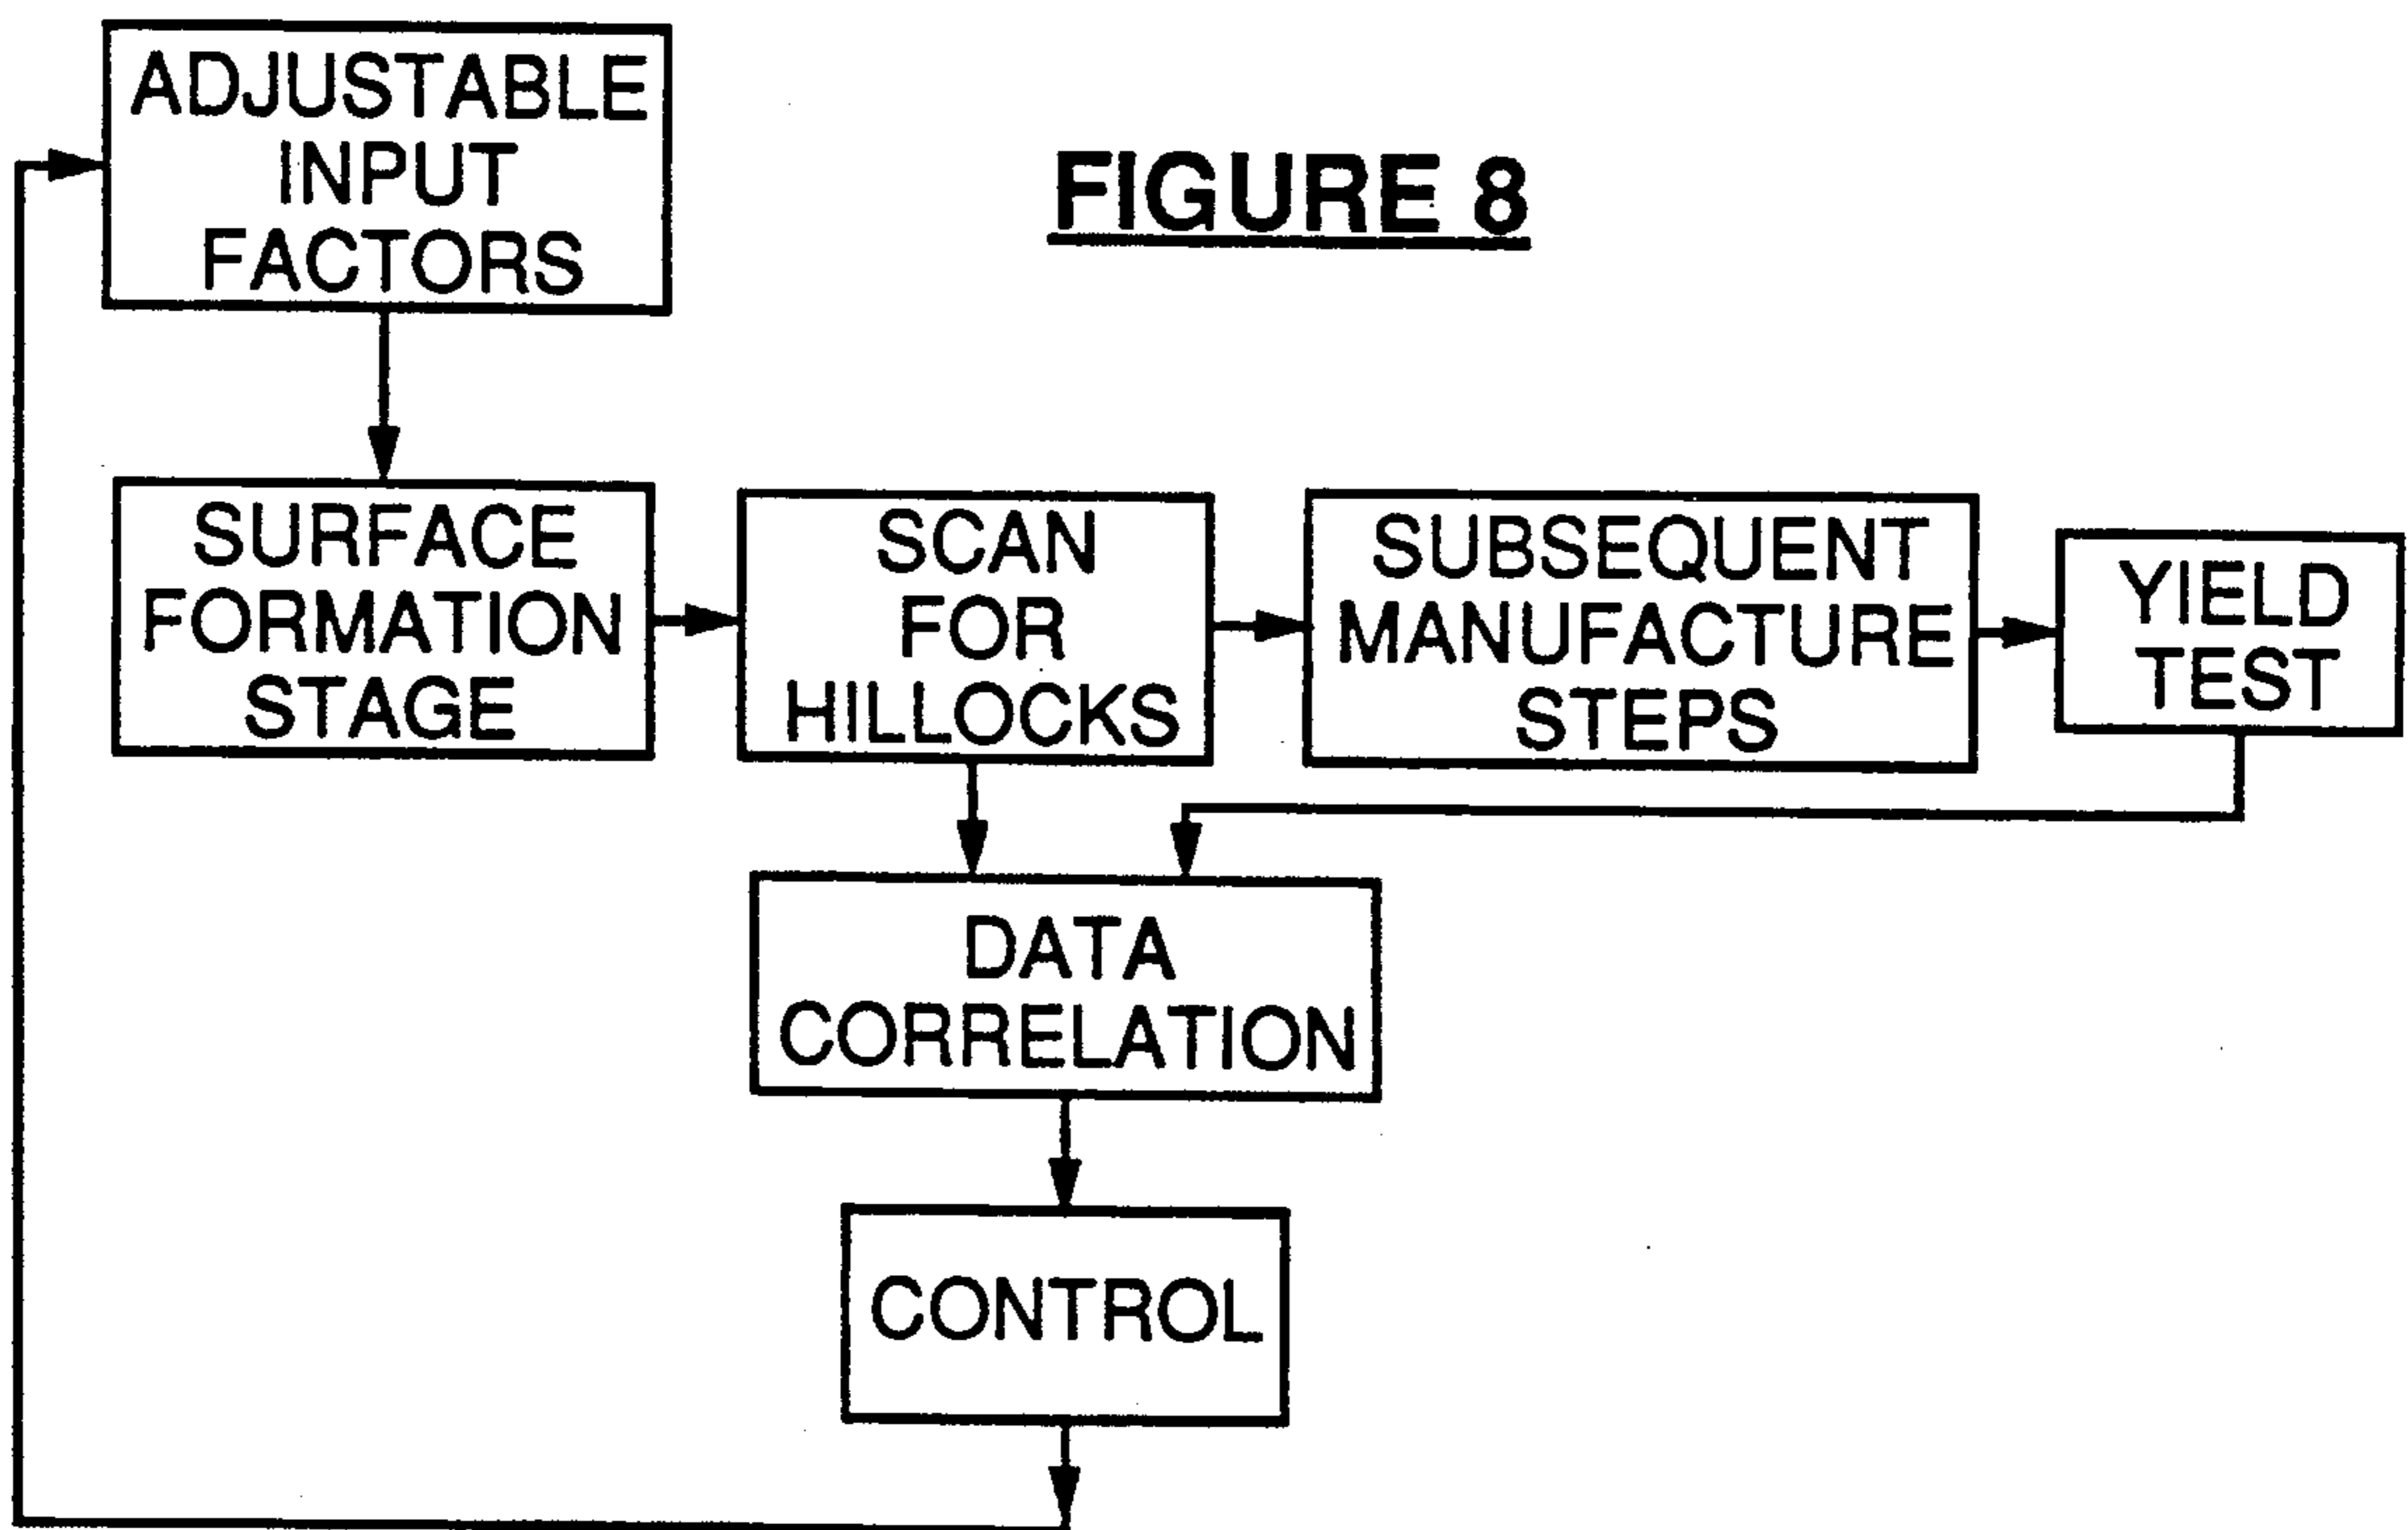 ADJUSTABLE
INPUT
FACTORS
FIGURE 8
SURFACE
FORMATION
STAGE
SCAN
FOR
HILLOCKS
SUBSEQUENT
MANUFACTURE
STEPS
YIELD
TEST
DATA
CORRELATION
CONTROL